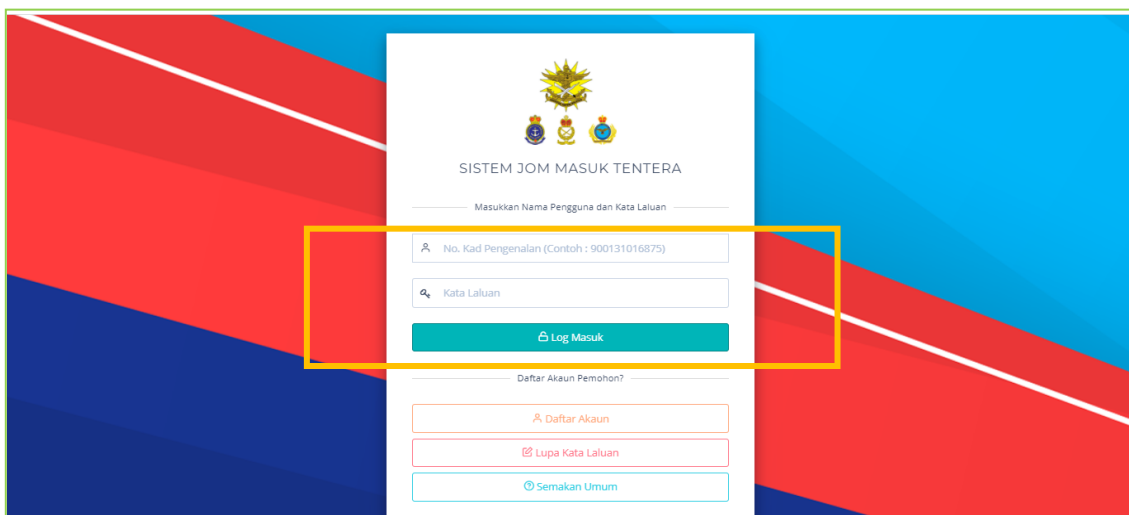 SISTEM JOM MASUK TENTERA
Masukkan Nama Pengguna dan Kata Laluan
No. Kad Pengenalan (Contoh : 900131016875)
Kata Laluan
Log Masuk
Daftar Akaun Pemohon?
Daftar Akaun
Lupa Kata Laluan
Semakan Umum